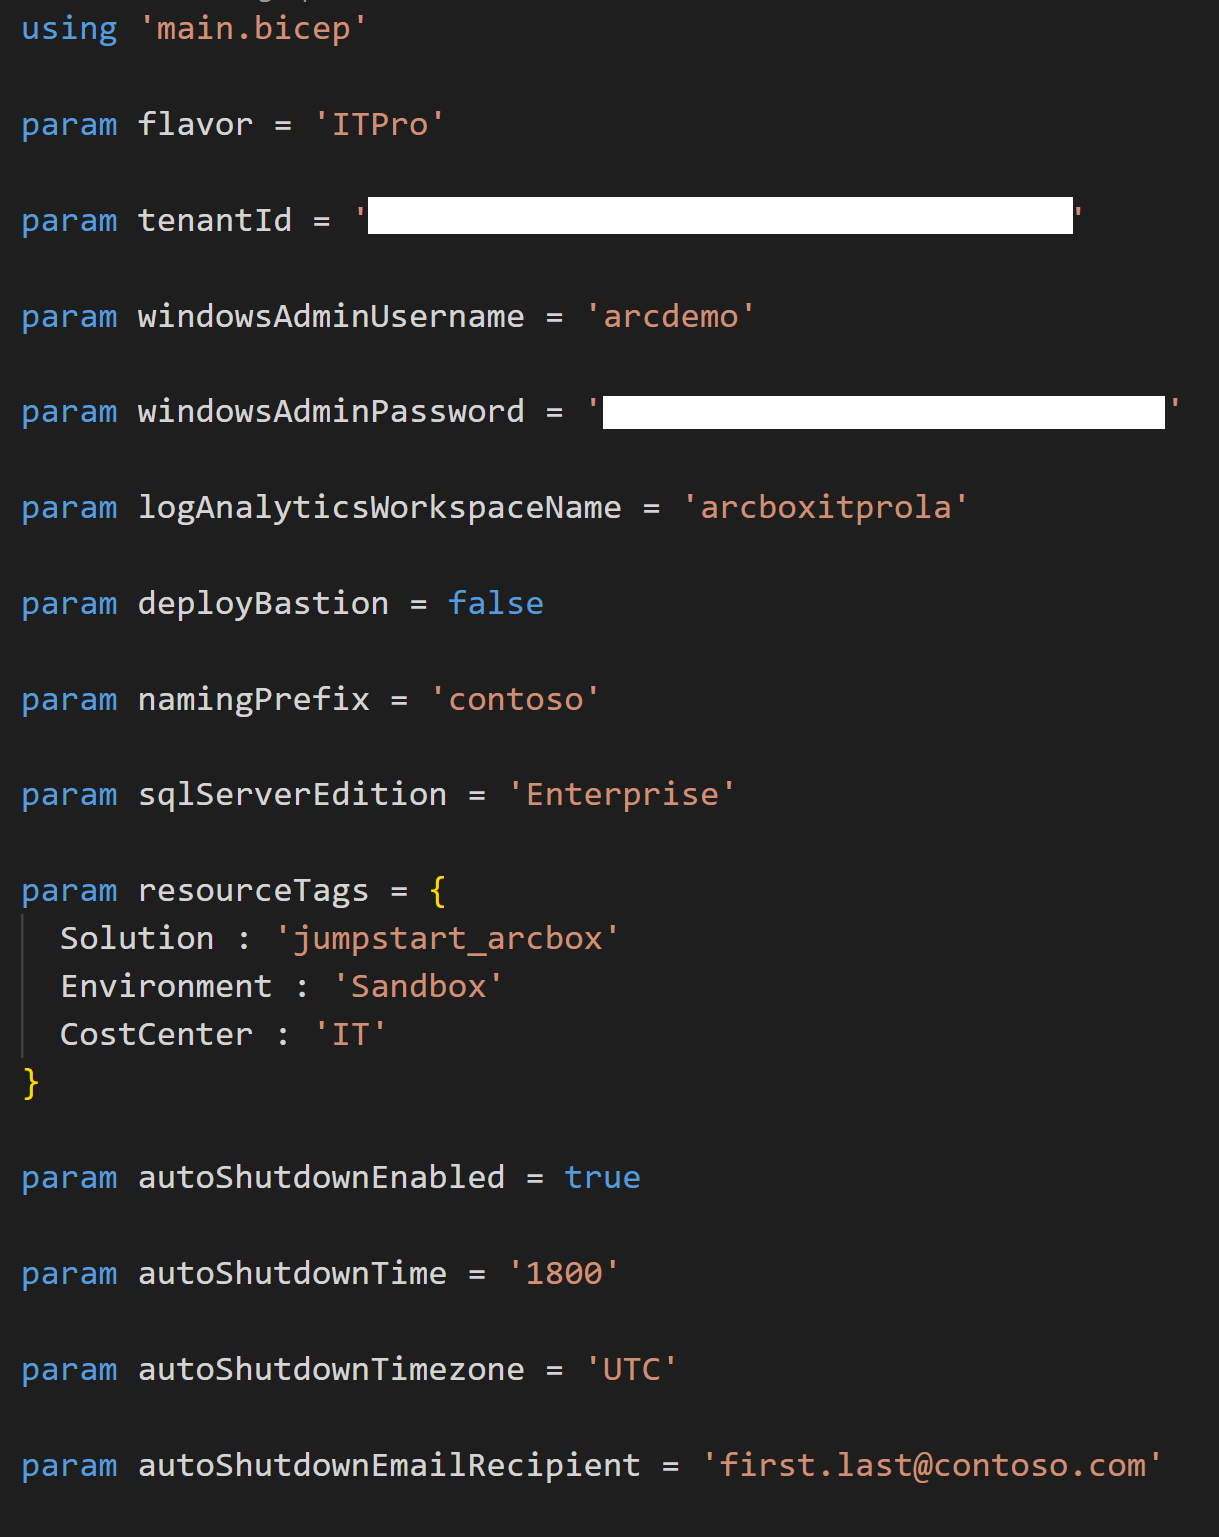 using 'main.bicep'
param flavor = 'ITPro'
param tenantId = ' '
param windowsAdminUsername = 'arcdemo'
param windowsAdminPassword = ' '
param logAnalyticsWorkspaceName = 'arcboxitprola'
param deployBastion = false
param namingPrefix = 'contoso'
param sqlServerEdition = 'Enterprise'
param resourceTags = {
  Solution : 'jumpstart_arcbox'
  Environment : 'Sandbox'
  CostCenter : 'IT'
}
param autoShutdownEnabled = true
param autoShutdownTime = '1800'
param autoShutdownTimezone = 'UTC'
param autoShutdownEmailRecipient = 'first.last@contoso.com'